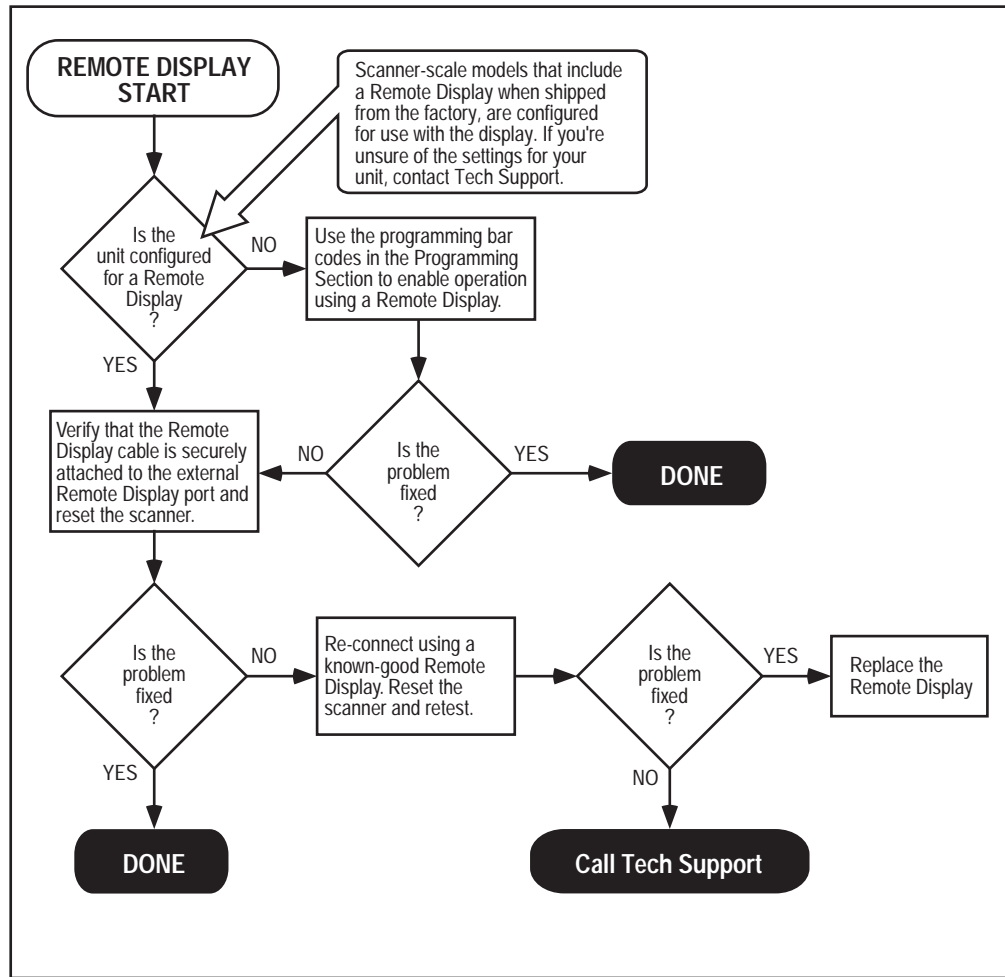 REMOTE DISPLAY
START
Scanner-scale models that include
a Remote Display when shipped
from the factory, are configured
for use with the display. If you're
unsure of the settings for your
unit, contact Tech Support.
Is the
unit configured
for a Remote
Display
?
NO
Use the programming bar
codes in the Programming
Section to enable operation
using a Remote Display.
YES
Verify that the Remote
Display cable is securely
attached to the external
Remote Display port and
reset the scanner.
NO
Is the
problem
fixed
?
YES
DONE
Is the
problem
fixed
?
NO
Re-connect using a
known-good Remote
Display. Reset the
scanner and retest.
Is the
problem
fixed
?
YES
Replace the
Remote Display
YES
NO
DONE
Call Tech Support